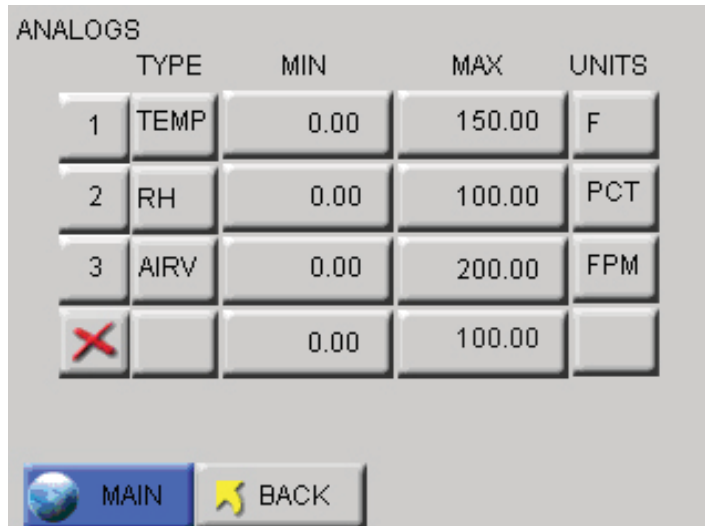 ANALOGS
TYPE MIN MAX UNITS
1 TEMP 0.00 150.00 F
2 RH 0.00 100.00 PCT
3 AIRV 0.00 200.00 FPM
0.00 100.00
MAIN BACK